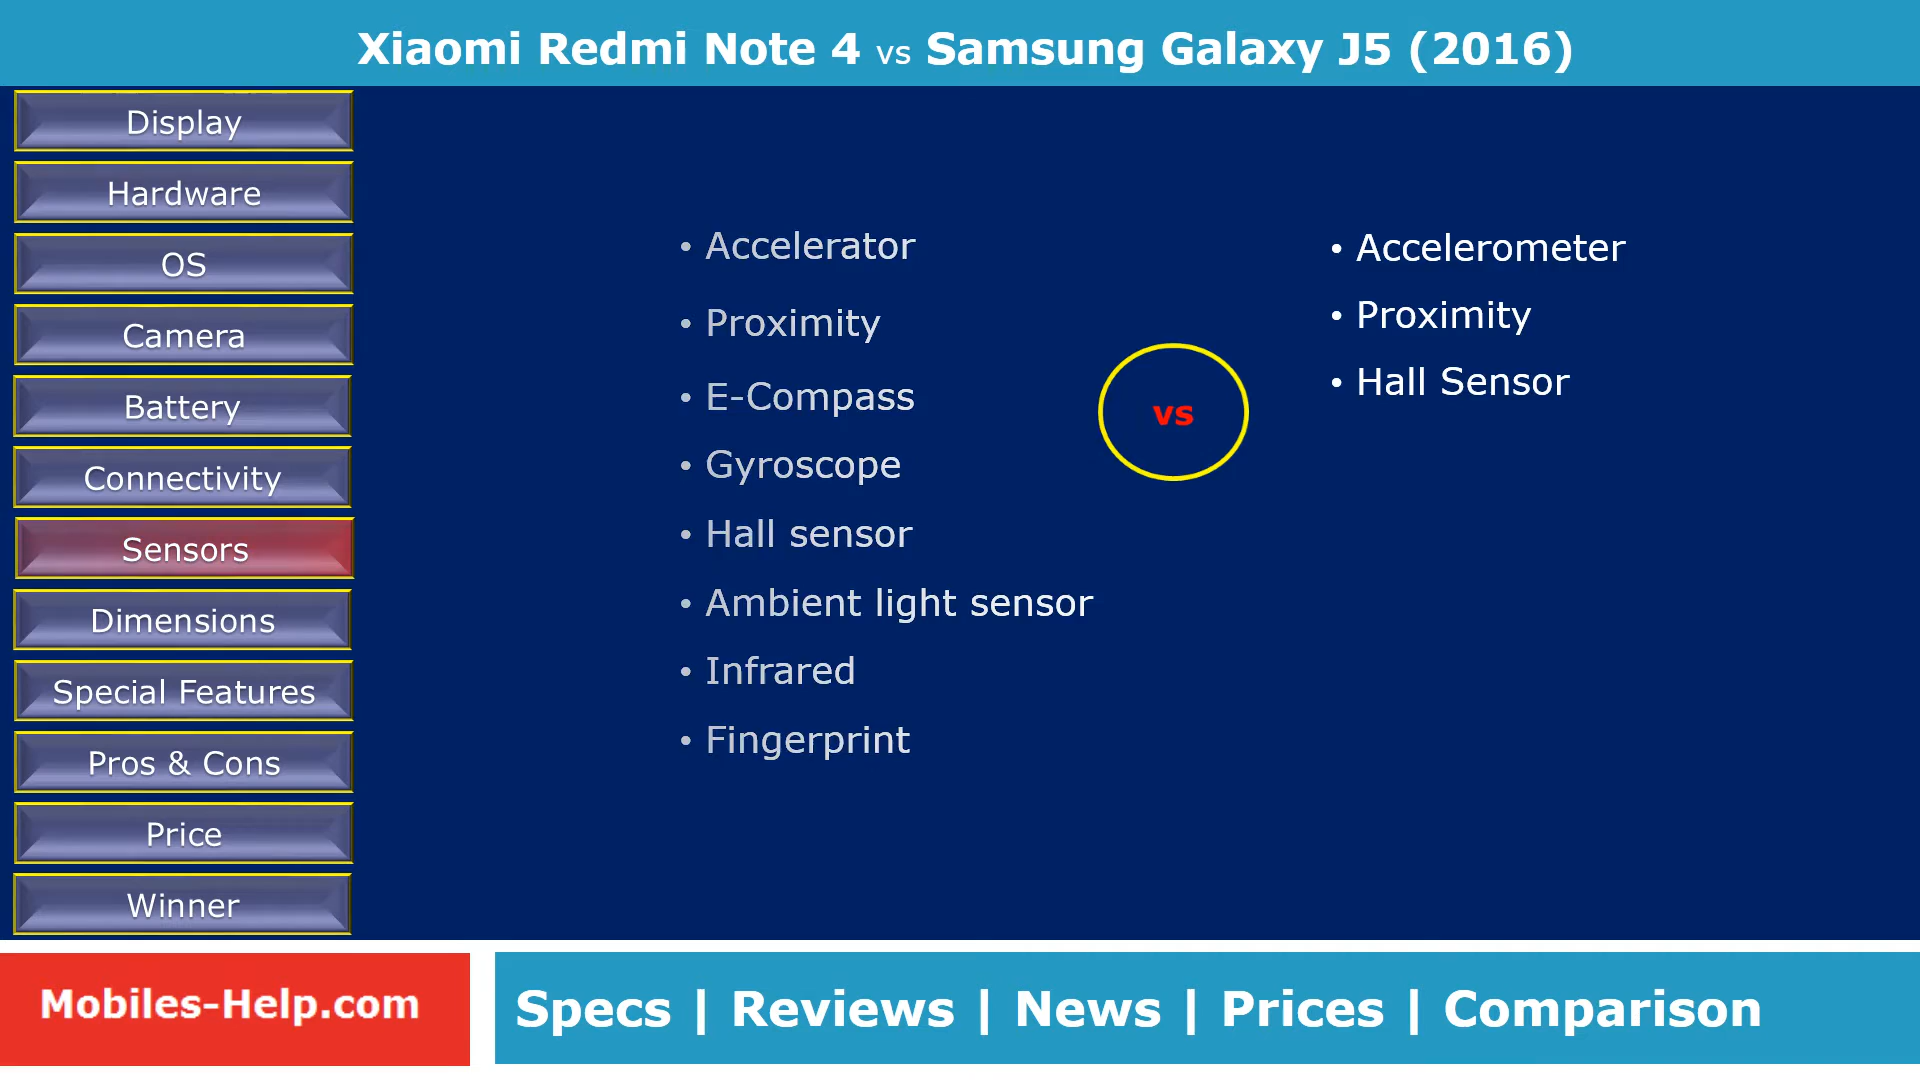 Xiaomi Redmi Note 4 vs Samsung Galaxy J5 (2016)
Display
Hardware
OS
Camera
Battery
Connectivity
Sensors
Dimensions
Special Features
Pros & Cons
Price
Winner
• Accelerator
• Proximity
• E-Compass
• Gyroscope
• Hall sensor
• Ambient light sensor
• Infrared
• Fingerprint
vs
• Accelerometer
• Proximity
• Hall Sensor
Mobiles-Help.com
Specs | Reviews | News | Prices | Comparison